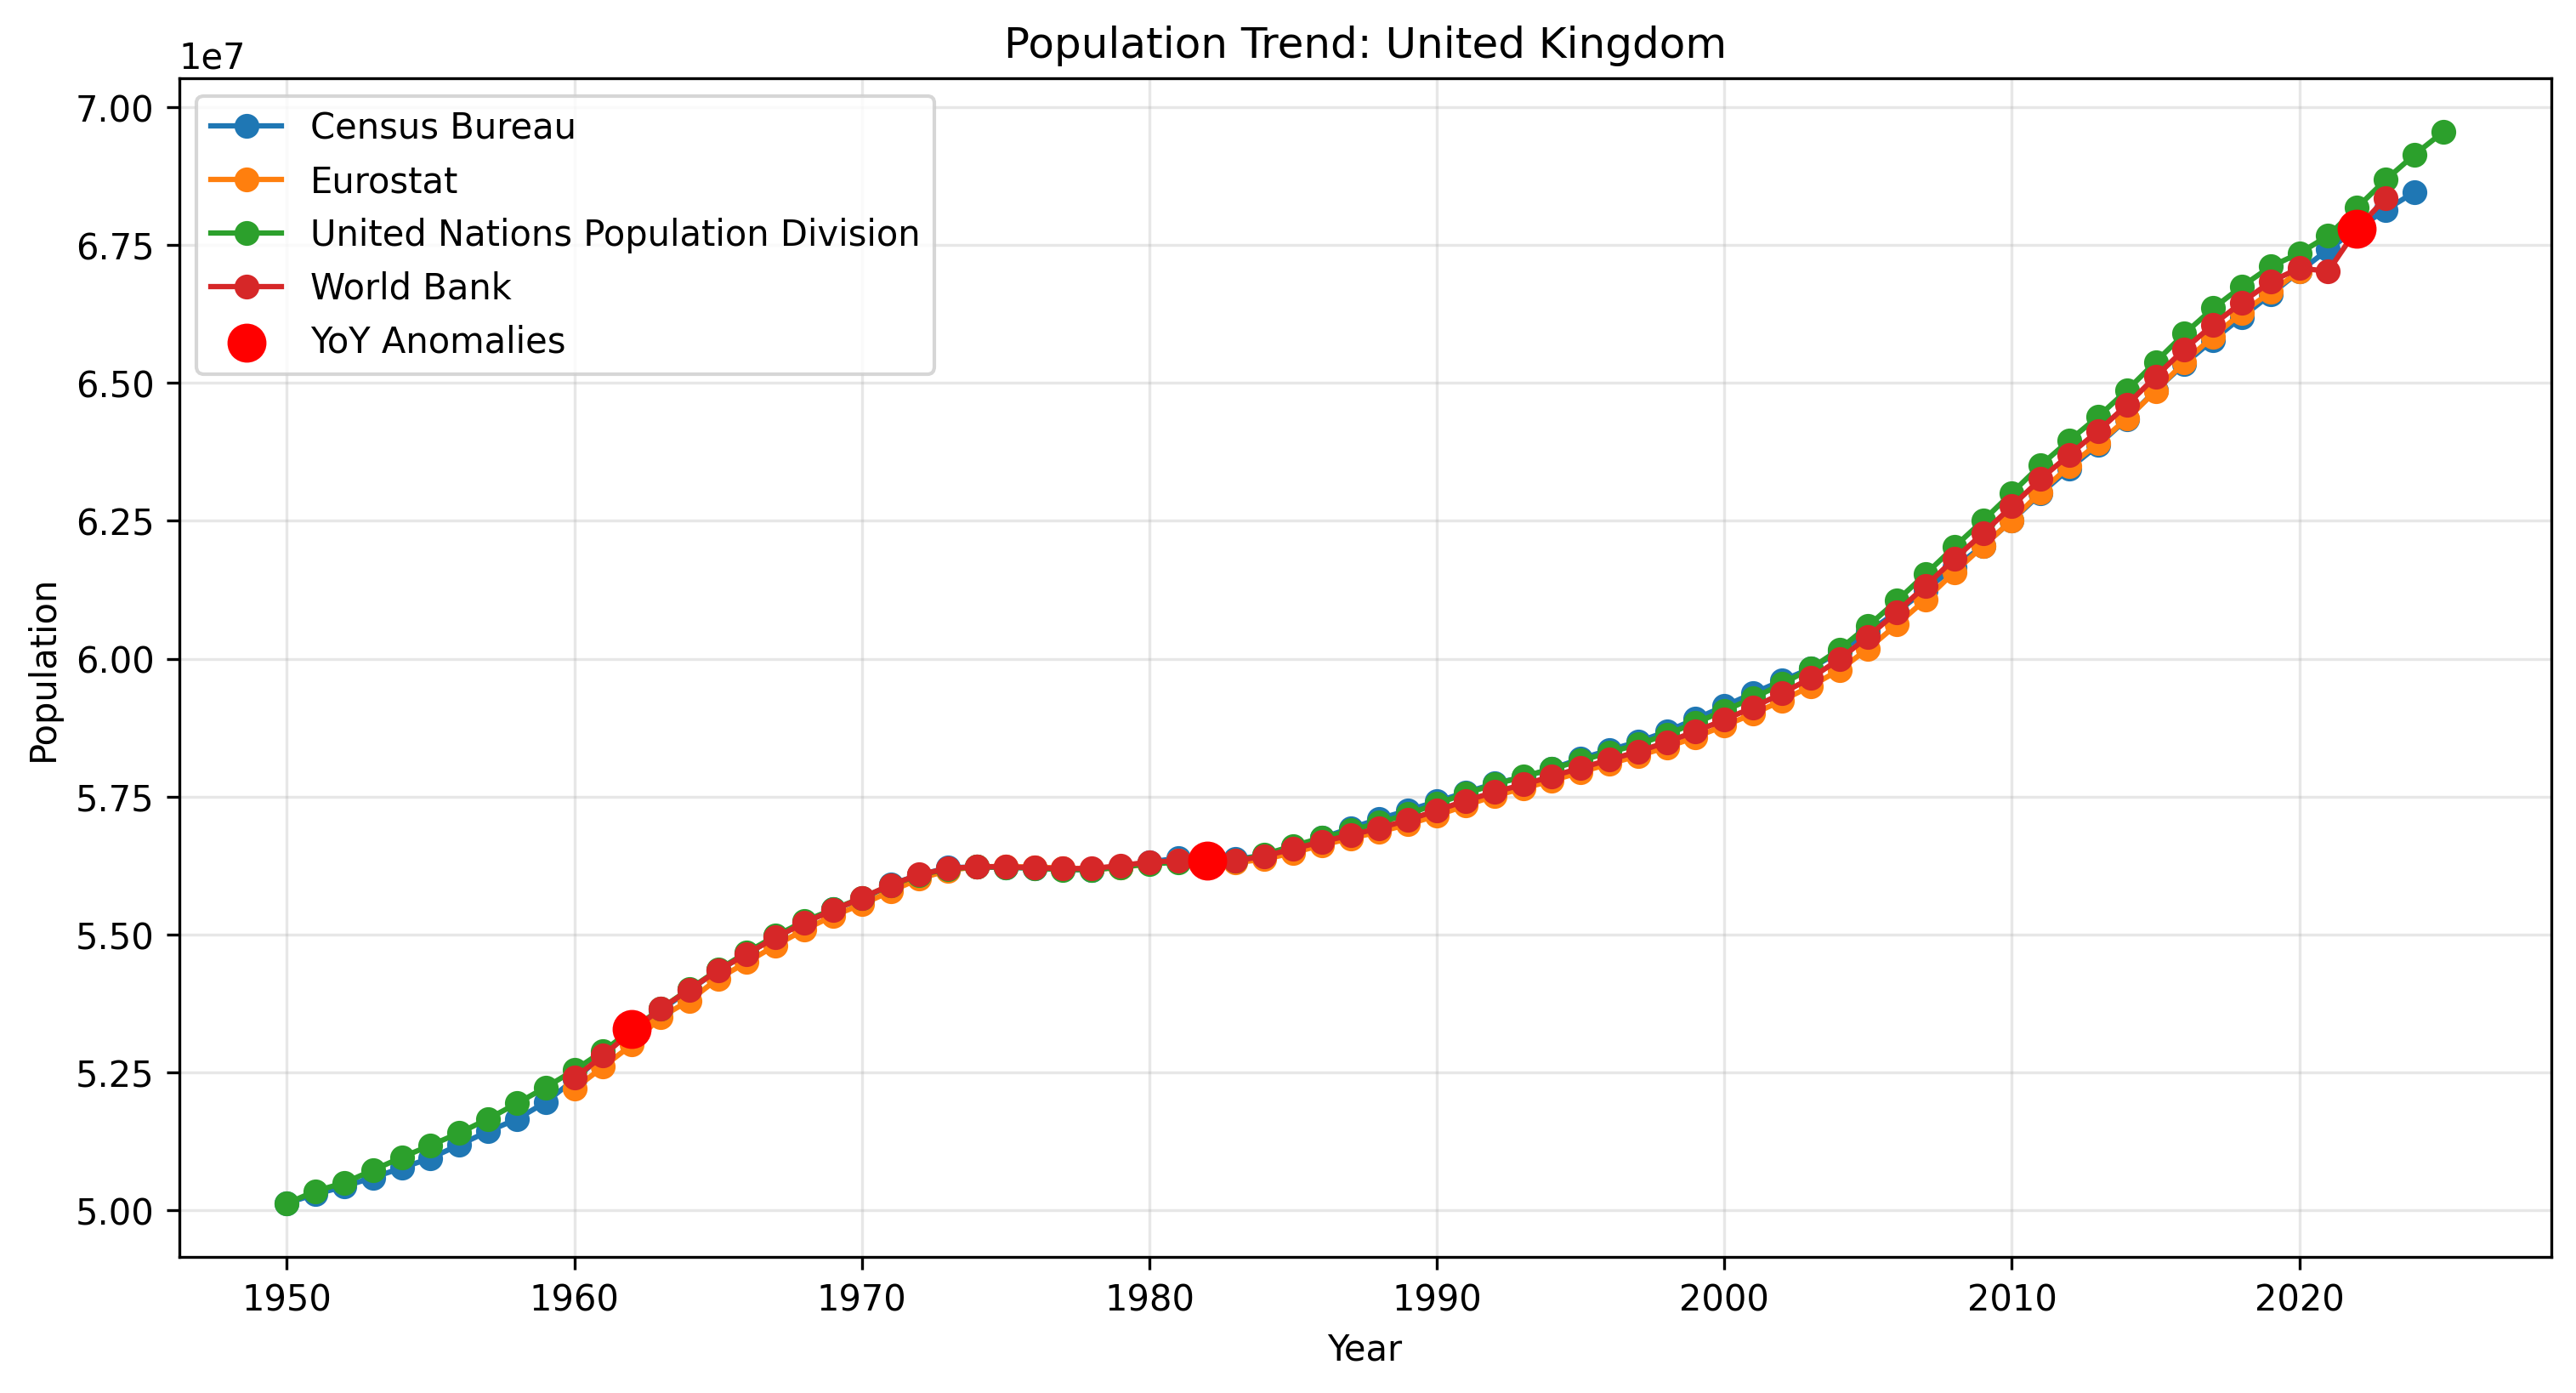 Population Trend: United Kingdom
1e7
7.00
6.75
6.50
6.25
6.00
5.75
5.50
5.25
5.00
Population
Census Bureau
Eurostat
United Nations Population Division
World Bank
YoY Anomalies
1950 1960 1970 1980 1990 2000 2010 2020
Year